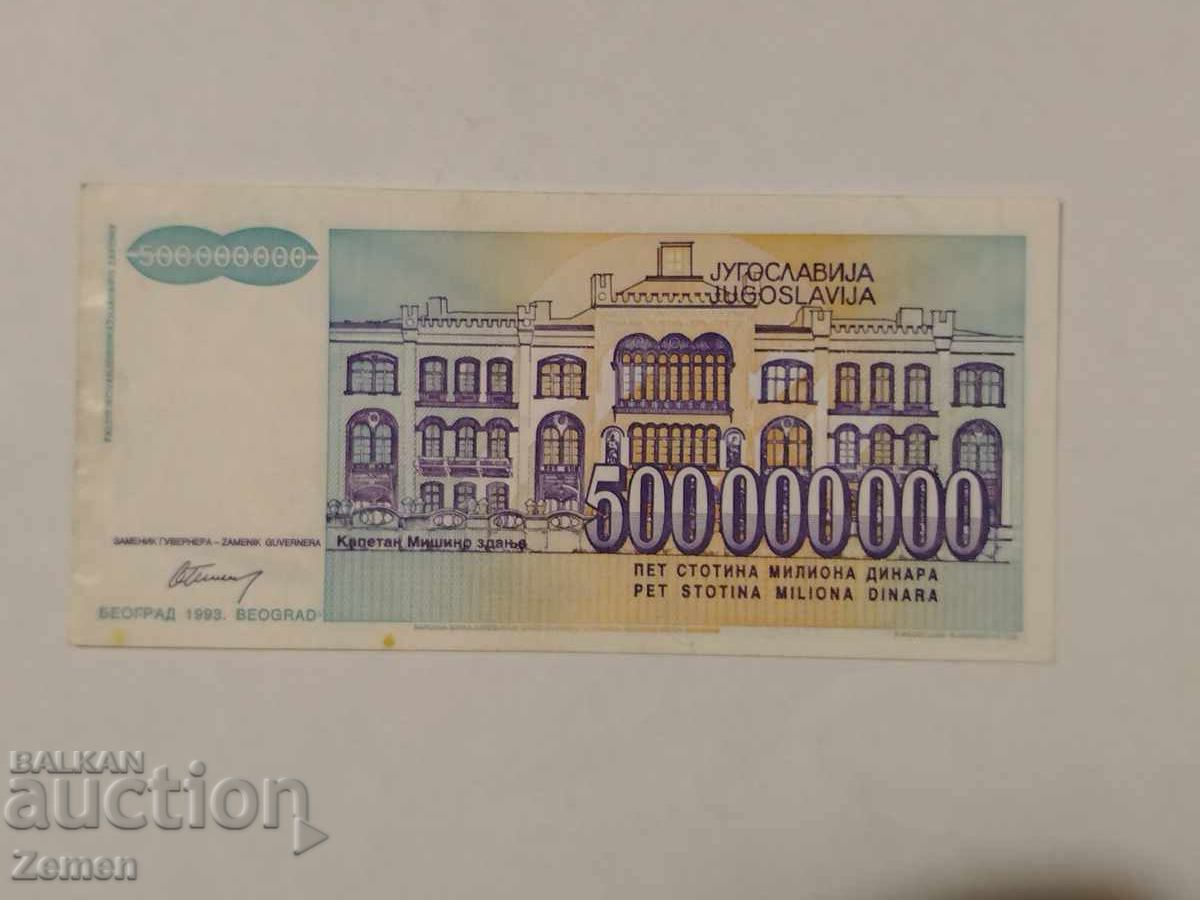 500000000
ЈУГОСЛАВИЈА
JUGOSLAVIJA
500000000
ЗАМЕНИК ГУВЕРНЕРА – ZAMENIK GUVERNERA
Капетан Мишино здање
ПЕТ СТОТИНА МИЛИОНА ДИНАРА
PET STOTINA MILIONA DINARA
БЕОГРАД 1993. BEOGRAD
BALKAN
auction
Zemen